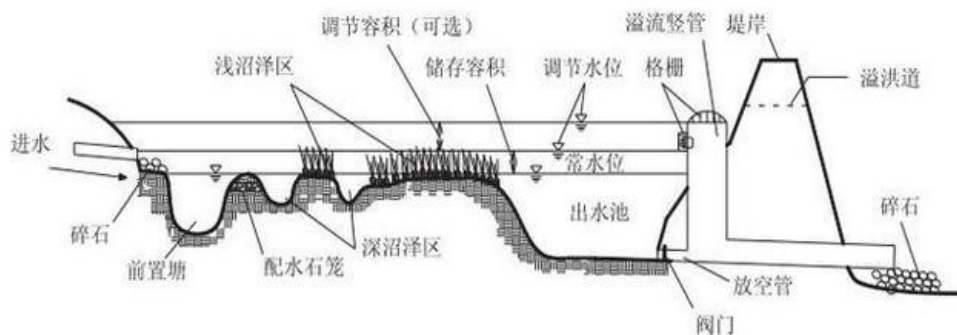 溢流竖管
堤岸
调节容积（可选）
储存容积
调节水位
格栅
溢洪道
浅沼泽区
进水
常水位
出水池
碎石
碎石
前置塘
配水石笼
深沼泽区
放空管
阀门